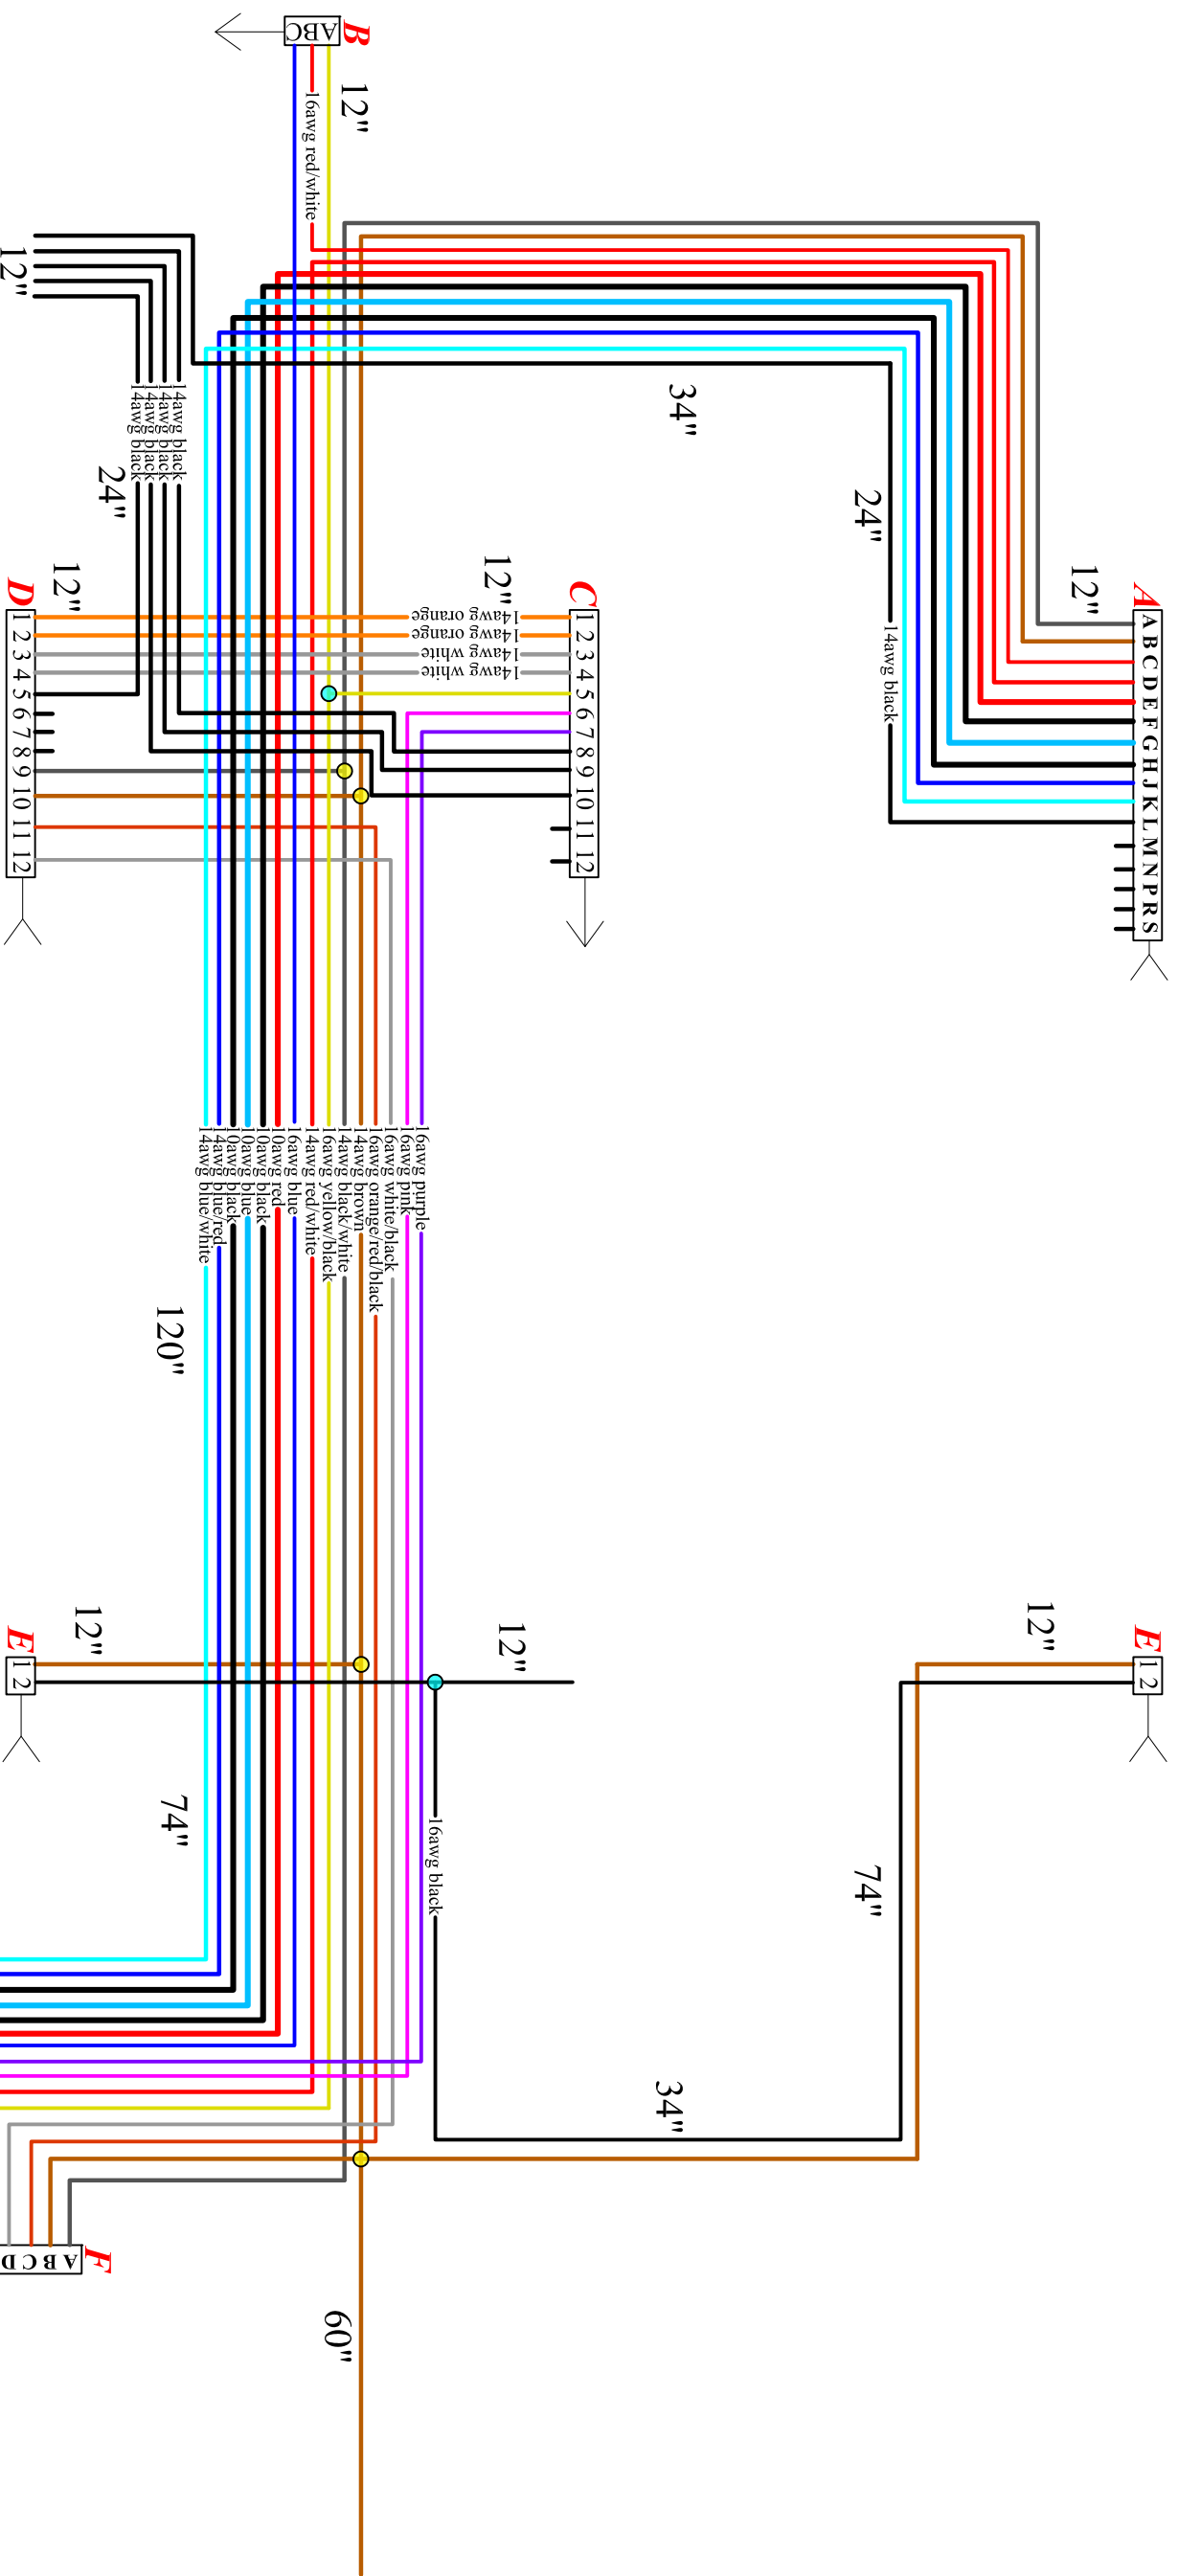 B
ABC
12"
16awg red/white
A
A B C D E F G H J K L M N P R S
12"
34"
24"
14awg black
12"
14awg black
14awg black
14awg black
14awg black
24"
C
1 2 3 4 5 6 7 8 9 10 11 12
12"
14awg orange
14awg orange
14awg white
14awg white
D
1 2 3 4 5 6 7 8 9 10 11 12
12"
16awg purple
16awg pink
16awg white/black
16awg orange/red/black
14awg brown
14awg black/white
16awg yellow/black
14awg red/white
16awg blue
10awg red
10awg black
10awg blue
10awg black
14awg blue/red
14awg blue/white
120"
E
1 2
12"
E
1 2
12"
12"
74"
16awg black
74"
34"
F
A B C D
60"